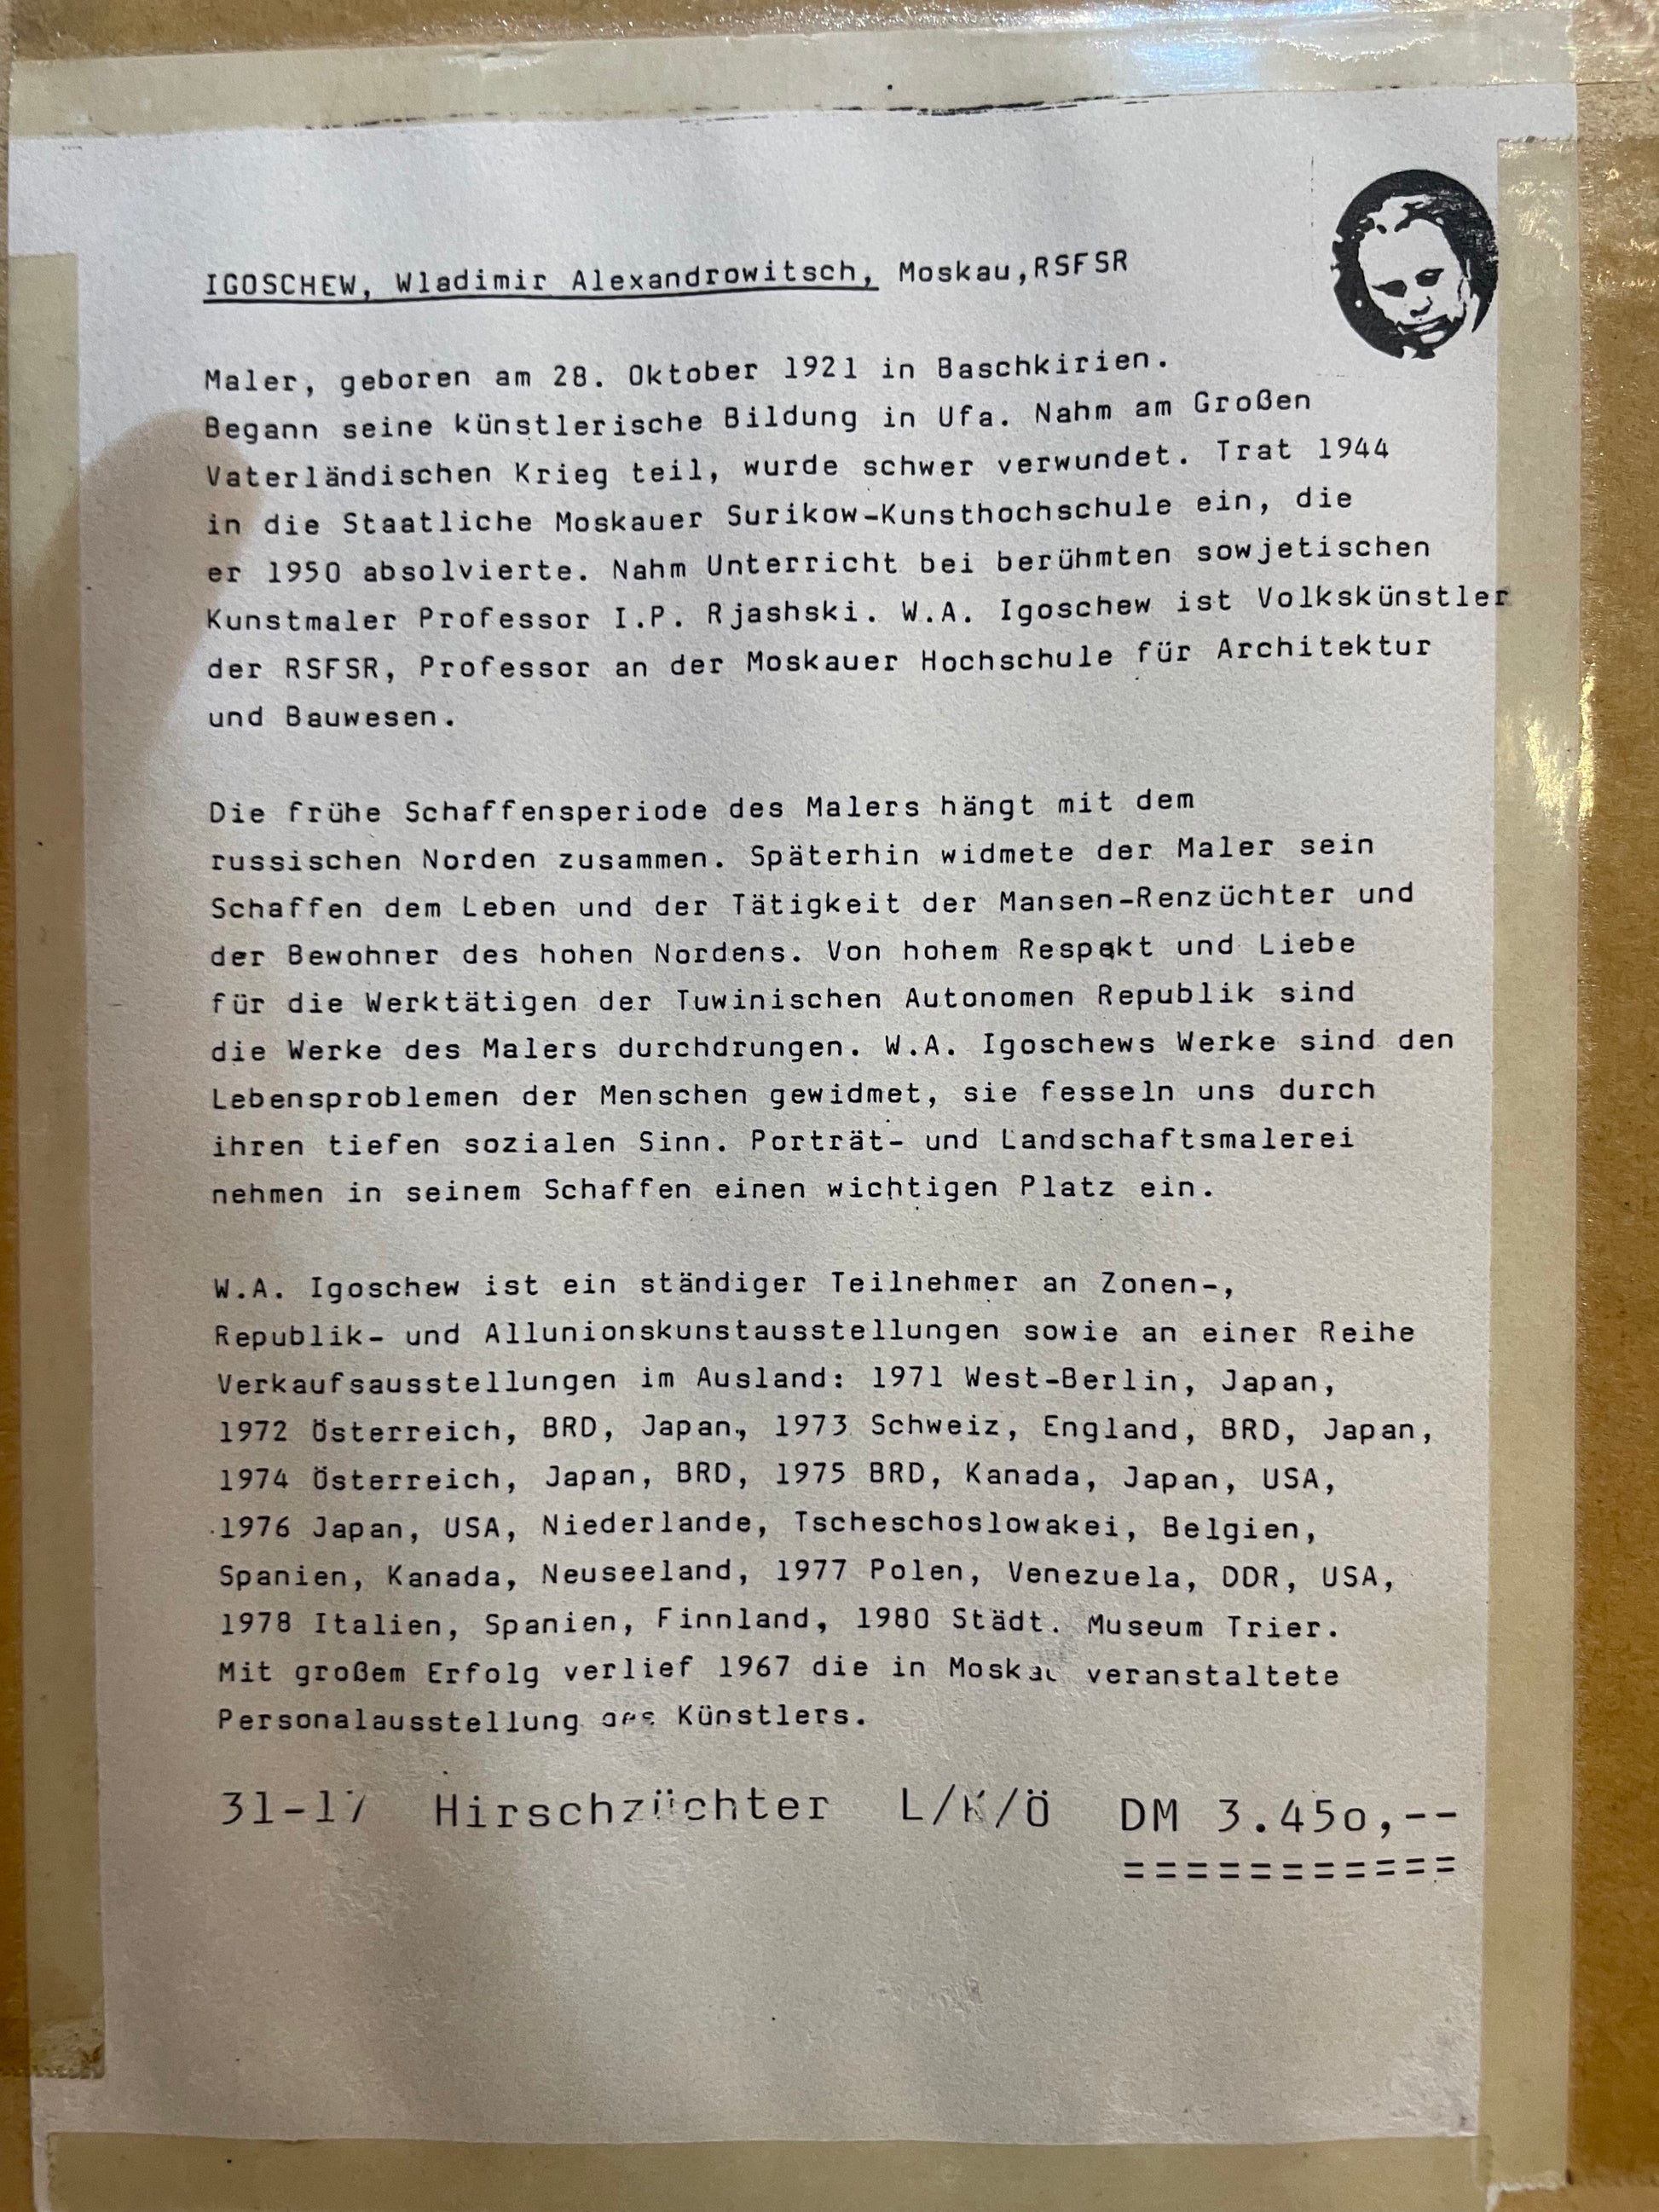 IGOSCHEW, Wladimir Alexandrowitsch, Moskau,RSFSR
Maler, geboren am 28. Oktober 1921 in Baschkirien.
Begann seine künstlerische Bildung in Ufa. Nahm am Großen
Vaterländischen Krieg teil, wurde schwer verwundet. Trat 1944
in die Staatliche Moskauer Surikow-Kunsthochschule ein, die
er 1950 absolvierte. Nahm Unterricht bei berühmten sowjetischen
Kunstmaler Professor I.P. Rjashski. W.A. Igoschew ist Volkskünstler
der RSFSR, Professor an der Moskauer Hochschule für Architektur
und Bauwesen.
Die frühe Schaffensperiode des Malers hängt mit dem
russischen Norden zusammen. Späterhin widmete der Maler sein
Schaffen dem Leben und der Tätigkeit der Mansen-Renzüchter und
der Bewohner des hohen Nordens. Von hohem Respekt und Liebe
für die Werktätigen der Tuwinischen Autonomen Republik sind
die Werke des Malers durchdrungen. W.A. Igoschews Werke sind den
Lebensproblemen der Menschen gewidmet, sie fesseln uns durch
ihren tiefen sozialen Sinn. Porträt- und Landschaftsmalerei
nehmen in seinem Schaffen einen wichtigen Platz ein.
W.A. Igoschew ist ein ständiger Teilnehmer an Zonen-,
Republik- und Allunionskunstausstellungen sowie an einer Reihe
Verkaufsausstellungen im Ausland: 1971 West-Berlin, Japan,
1972 Österreich, BRD, Japan, 1973 Schweiz, England, BRD, Japan,
1974 Österreich, Japan, BRD, 1975 BRD, Kanada, Japan, USA,
1976 Japan, USA, Niederlande, Tscheschoslowakei, Belgien,
Spanien, Kanada, Neuseeland, 1977 Polen, Venezuela, DDR, USA,
1978 Italien, Spanien, Finnland, 1980 Städt. Museum Trier.
Mit großem Erfolg verlief 1967 die in Moskau veranstaltete
Personalausstellung des Künstlers.
31-17 Hirschzüchter L/K/Ö DM 3.45o,--
===========